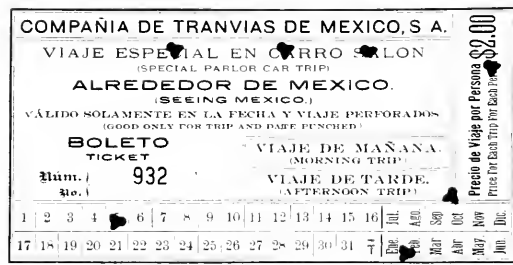 COMPAÑIA DE TRANVIAS DE MEXICO, S A.
VIAJE ESPECIAL EN CARRO SALON
(SPECIAL PARLOR CAR TRIP)
ALREDEDOR DE MEXICO.
(SEEING MEXICO.)
VÁLIDO SOLAMENTE EN LA FECHA Y VIAJE PERFORADOS
(GOOD ONLY FOR TRIP AND DATE PUNCHED)
BOLETO
TICKET
Núm.
No.
932
VIAJE DE MAÑANA.
(MORNING TRIP)
VIAJE DE TARDE.
(AFTERNOON TRIP)
Precio de Viaje por Persona
Price For Each Trip For Each
$2.00
1 2 3 4 5 6 7 8 9 10 11 12 13 14 15 16 Jul. Ago. Sep Oct Nov Dic.
17 18 19 20 21 22 23 24 25 26 27 28 29 30 31 Ene. Feb Mar Abr May. Jun.